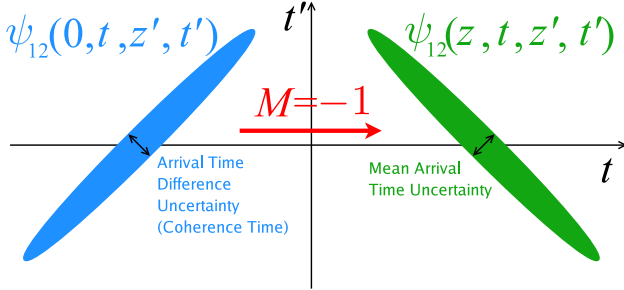 ψ₁₂(0,t,z′,t′)
t′
ψ₁₂(z,t,z′,t′)
M=−1
Arrival Time
Difference
Uncertainty
(Coherence Time)
Mean Arrival
Time Uncertainty
t